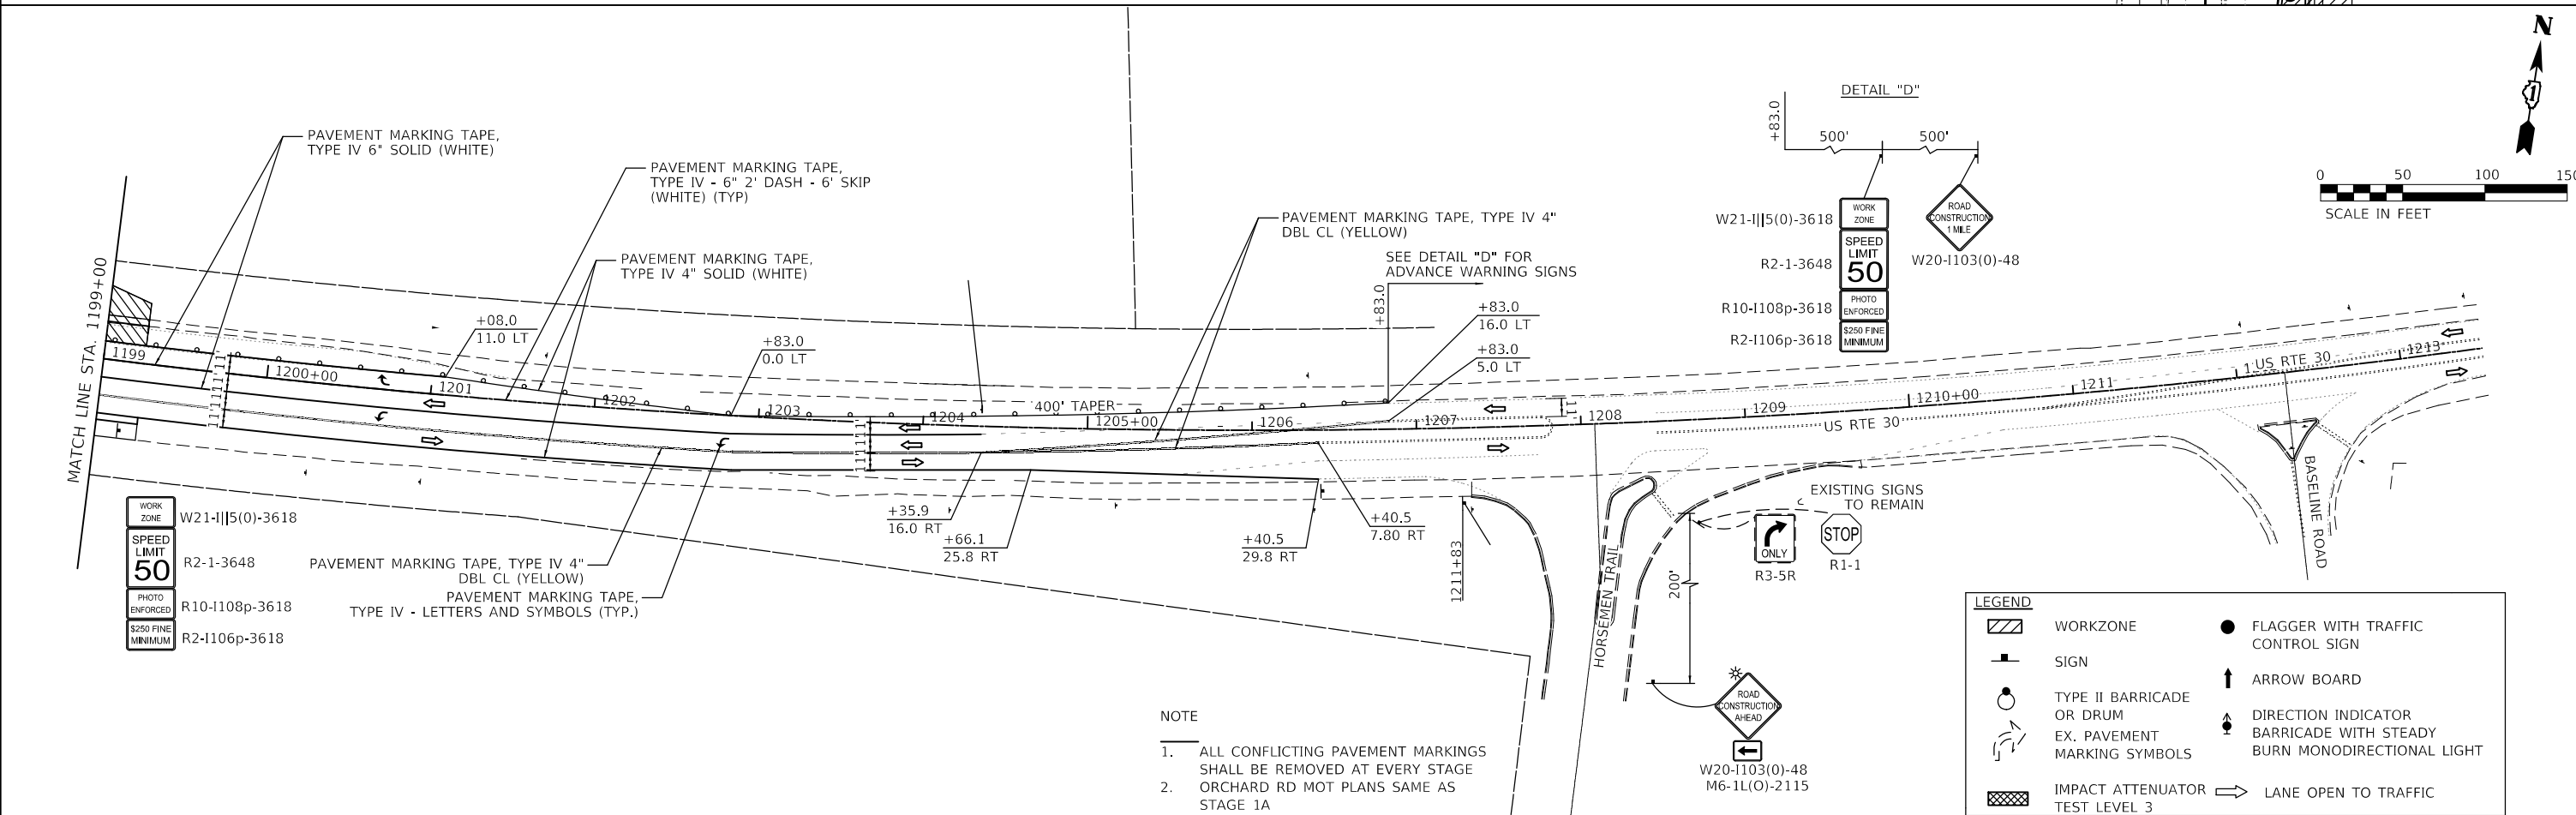 N
1
DETAIL "D"
+83.0
500'
500'
0 50 100
SCALE IN FEET
PAVEMENT MARKING TAPE,
TYPE IV 6" SOLID (WHITE)
PAVEMENT MARKING TAPE,
TYPE IV - 6" 2' DASH - 6' SKIP
(WHITE) (TYP)
PAVEMENT MARKING TAPE,
TYPE IV 4" SOLID (WHITE)
PAVEMENT MARKING TAPE, TYPE IV 4"
DBL CL (YELLOW)
SEE DETAIL "D" FOR
ADVANCE WARNING SIGNS
W21-I||5(0)-3618
WORK
ZONE
R2-1-3648
SPEED
LIMIT
50
R10-I108p-3618
PHOTO
ENFORCED
R2-I106p-3618
$250 FINE
MINIMUM
ROAD
CONSTRUCTION
1 MILE
W20-I103(0)-48
MATCH LINE STA. 1199+00
+08.0
11.0 LT
+83.0
0.0 LT
+83.0
+83.0
16.0 LT
+83.0
5.0 LT
400' TAPER
1199
1200+00
1201
1202
1203
1204
1205+00
1206
1207
1208
1209
1210+00
1211
1213
US RTE 30
US RTE 30
+35.9
16.0 RT
+66.1
25.8 RT
+40.5
29.8 RT
+40.5
7.80 RT
1211+83
HORSEMEN TRAIL
200'
BASELINE ROAD
EXISTING SIGNS
TO REMAIN
ONLY
R3-5R
STOP
R1-1
WORK
ZONE
W21-I||5(0)-3618
SPEED
LIMIT
50
R2-1-3648
PHOTO
ENFORCED
R10-I108p-3618
$250 FINE
MINIMUM
R2-I106p-3618
PAVEMENT MARKING TAPE, TYPE IV 4"
DBL CL (YELLOW)
PAVEMENT MARKING TAPE,
TYPE IV - LETTERS AND SYMBOLS (TYP.)
ROAD
CONSTRUCTION
AHEAD
W20-I103(0)-48
M6-1L(O)-2115
NOTE
1. ALL CONFLICTING PAVEMENT MARKINGS
SHALL BE REMOVED AT EVERY STAGE
2. ORCHARD RD MOT PLANS SAME AS
STAGE 1A
LEGEND
WORKZONE
SIGN
TYPE II BARRICADE
OR DRUM
EX. PAVEMENT
MARKING SYMBOLS
IMPACT ATTENUATOR
TEST LEVEL 3
FLAGGER WITH TRAFFIC
CONTROL SIGN
ARROW BOARD
DIRECTION INDICATOR
BARRICADE WITH STEADY
BURN MONODIRECTIONAL LIGHT
LANE OPEN TO TRAFFIC